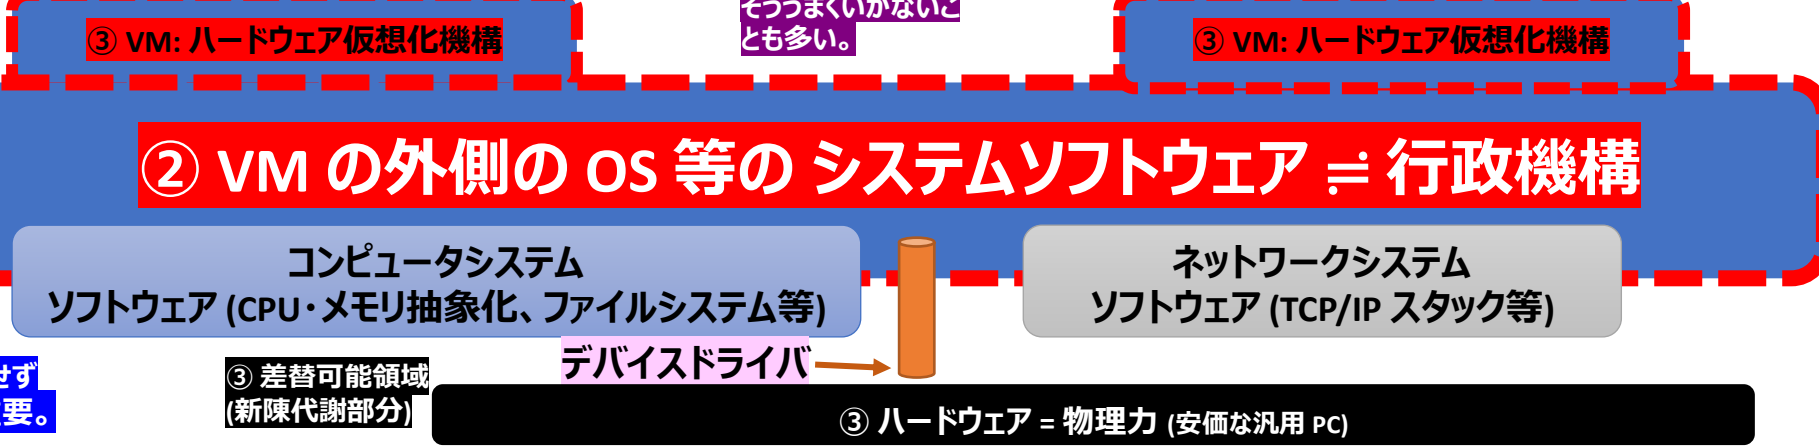 そううまくいかないこ
とも多い。
③ VM: ハードウェア仮想化機構
③ VM: ハードウェア仮想化機構
② VM の外側の OS 等の システムソフトウェア ≒ 行政機構
コンピュータシステム
ソフトウェア (CPU・メモリ抽象化、ファイルシステム等)
ネットワークシステム
ソフトウェア (TCP/IP スタック等)
デバイスドライバ
せず
要。
③ 差替可能領域
(新陳代謝部分)
③ ハードウェア = 物理力 (安価な汎用 PC)